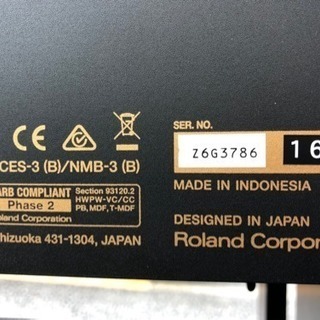 SER. NO.
Z6G3786 16
CES-3 (B)/NMB-3 (B)
ARB COMPLIANT
Phase 2
Roland Corporation
Section 93120.2
HWPW-VC/CC
PB, MDF, T-MDF
MADE IN INDONESIA
hizuoka 431-1304, JAPAN
DESIGNED IN JAPAN
Roland Corpor